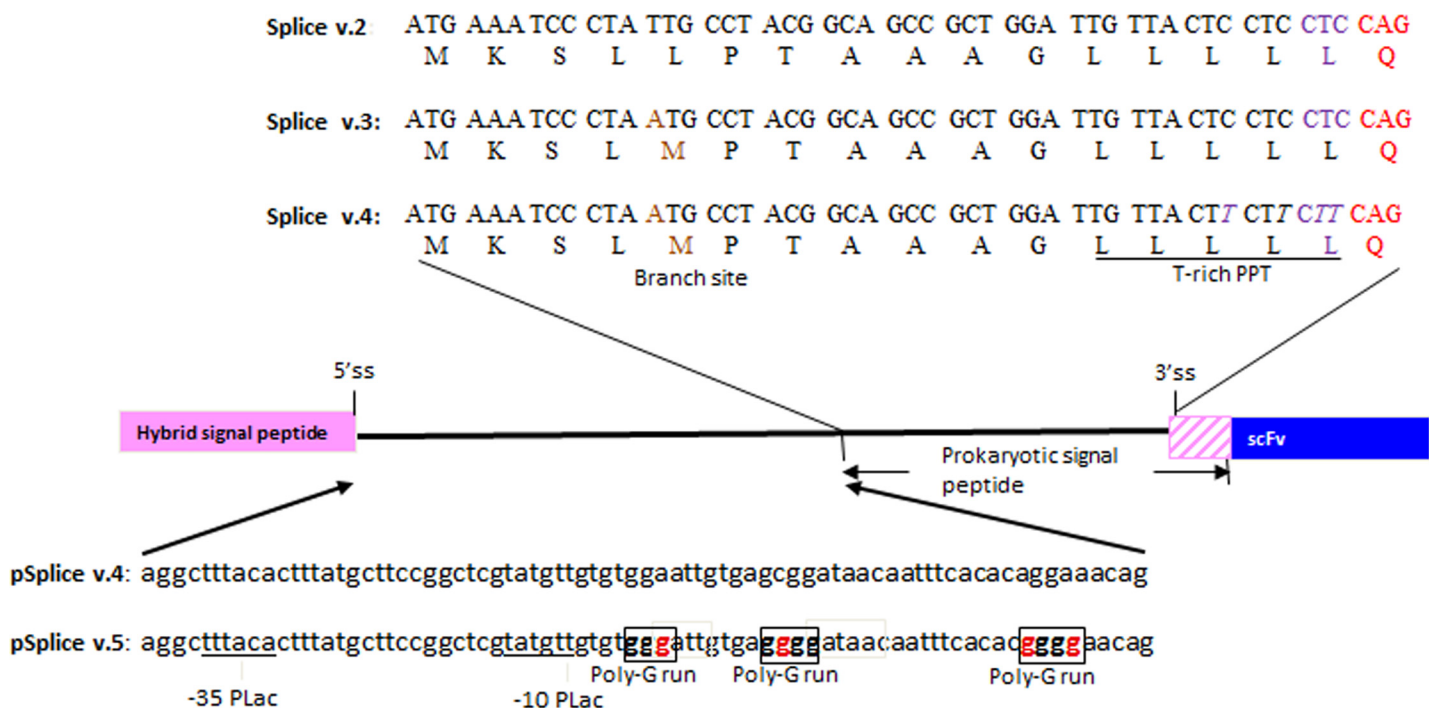 Splice v.2: ATG AAA TCC CTA TTG CCT ACG GCA GCC GCT GGA TTG TTA CTC CTC CTC CAG
M K S L L P T A A A G L L L L L Q
Splice v.3: ATG AAA TCC CTA ATG CCT ACG GCA GCC GCT GGA TTG TTA CTC CTC CTC CAG
M K S L M P T A A A G L L L L L Q
Splice v.4: ATG AAA TCC CTA ATG CCT ACG GCA GCC GCT GGA TTG TTA CTT CTT CTT CAG
M K S L M P T A A A G L L L L L Q
Branch site T-rich PPT
5'ss 3'ss
Hybrid signal peptide scFv
Prokaryotic signal
peptide
pSplice v.4: aggctttacactttatgcttccggctcgtatgttgtgtggaattgtgagcggataacaatttcacacaggaaacag
pSplice v.5: aggctttacactttatgcttccggctcgtatgttgtgtgggattgtgaggggataacaatttcacacggggaacag
Poly-G run Poly-G run Poly-G run
-35 PLac -10 PLac